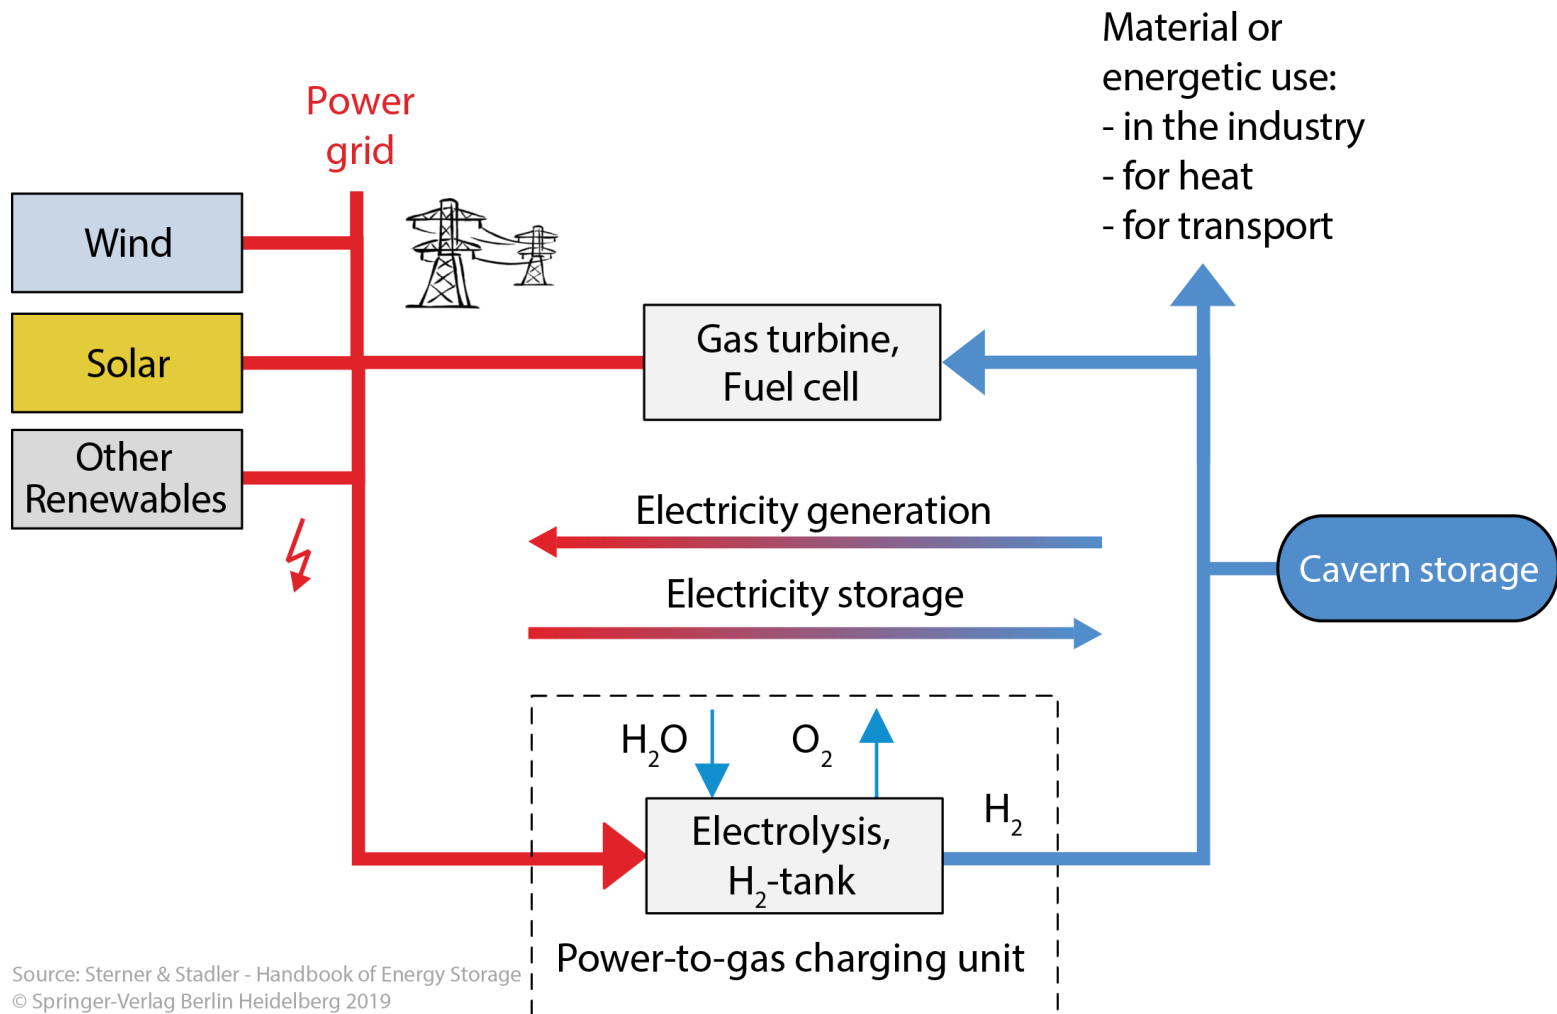 Material or
energetic use:
- in the industry
- for heat
- for transport
Power
grid
Wind
Solar
Other
Renewables
Gas turbine,
Fuel cell
Electricity generation
Electricity storage
Cavern storage
H₂O
O₂
H₂
Electrolysis,
H₂-tank
Power-to-gas charging unit
Source: Sterner & Stadler - Handbook of Energy Storage
© Springer-Verlag Berlin Heidelberg 2019